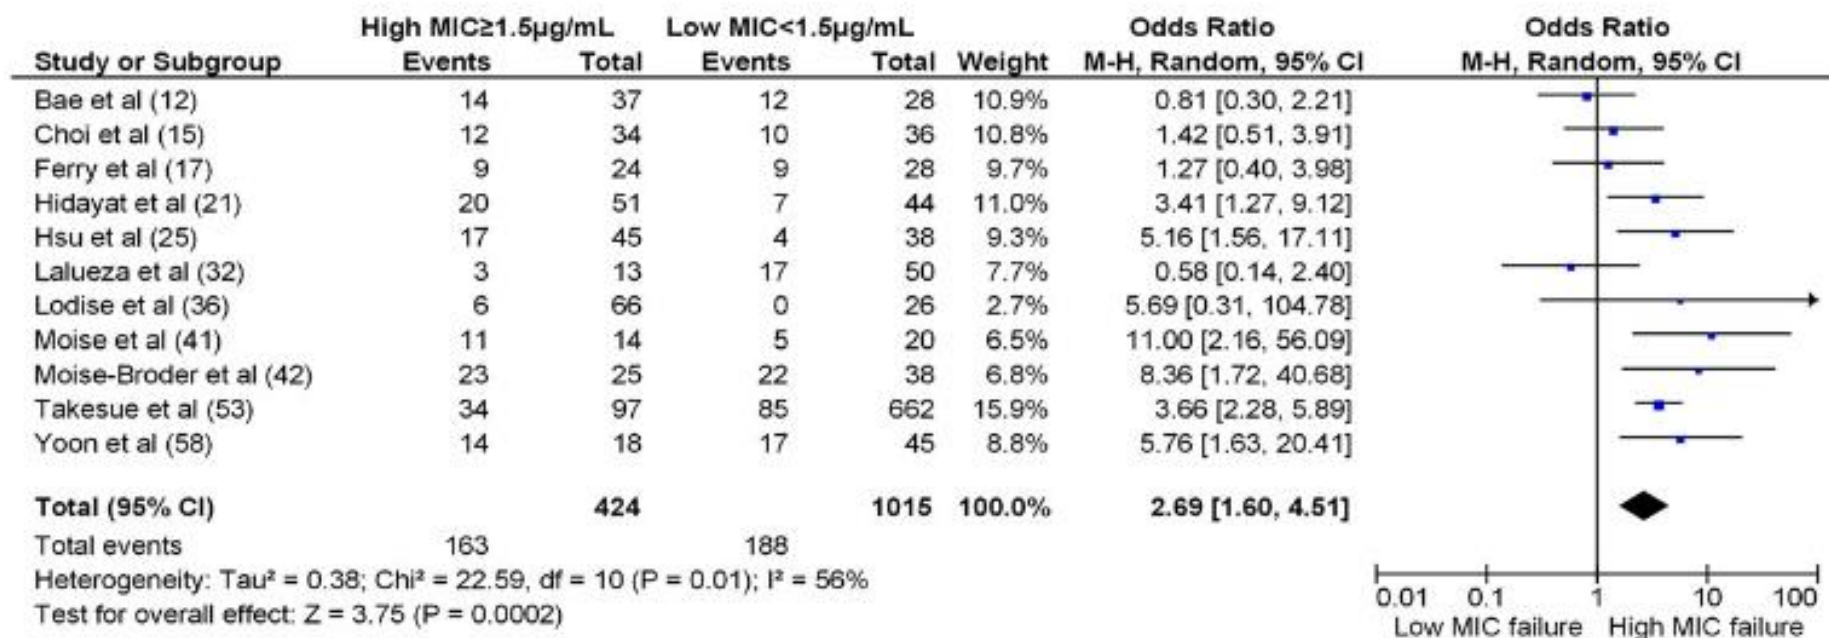 High MIC≥1.5µg/mL Low MIC<1.5µg/mL Odds Ratio Odds Ratio
Study or Subgroup Events Total Events Total Weight M-H, Random, 95% CI M-H, Random, 95% CI
Bae et al (12) 14 37 12 28 10.9% 0.81 [0.30, 2.21]
Choi et al (15) 12 34 10 36 10.8% 1.42 [0.51, 3.91]
Ferry et al (17) 9 24 9 28 9.7% 1.27 [0.40, 3.98]
Hidayat et al (21) 20 51 7 44 11.0% 3.41 [1.27, 9.12]
Hsu et al (25) 17 45 4 38 9.3% 5.16 [1.56, 17.11]
Lalueza et al (32) 3 13 17 50 7.7% 0.58 [0.14, 2.40]
Lodise et al (36) 6 66 0 26 2.7% 5.69 [0.31, 104.78]
Moise et al (41) 11 14 5 20 6.5% 11.00 [2.16, 56.09]
Moise-Broder et al (42) 23 25 22 38 6.8% 8.36 [1.72, 40.68]
Takesue et al (53) 34 97 85 662 15.9% 3.66 [2.28, 5.89]
Yoon et al (58) 14 18 17 45 8.8% 5.76 [1.63, 20.41]
Total (95% CI) 424 1015 100.0% 2.69 [1.60, 4.51]
Total events 163 188
Heterogeneity: Tau² = 0.38; Chi² = 22.59, df = 10 (P = 0.01); I² = 56%
Test for overall effect: Z = 3.75 (P = 0.0002)
0.01 0.1 1 10 100
Low MIC failure High MIC failure